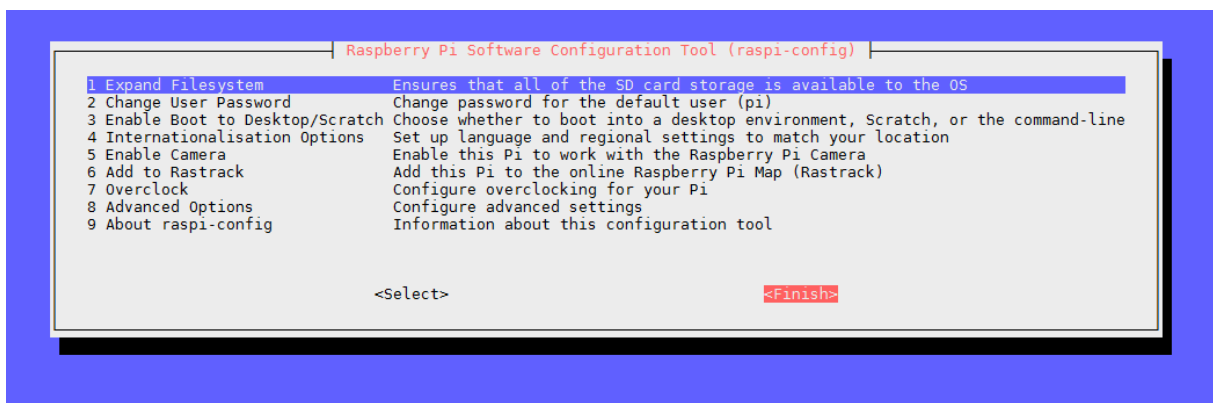 Raspberry Pi Software Configuration Tool (raspi-config)
1 Expand Filesystem Ensures that all of the SD card storage is available to the OS
2 Change User Password Change password for the default user (pi)
3 Enable Boot to Desktop/Scratch Choose whether to boot into a desktop environment, Scratch, or the command-line
4 Internationalisation Options Set up language and regional settings to match your location
5 Enable Camera Enable this Pi to work with the Raspberry Pi Camera
6 Add to Rastrack Add this Pi to the online Raspberry Pi Map (Rastrack)
7 Overclock Configure overclocking for your Pi
8 Advanced Options Configure advanced settings
9 About raspi-config Information about this configuration tool
<Select> <Finish>